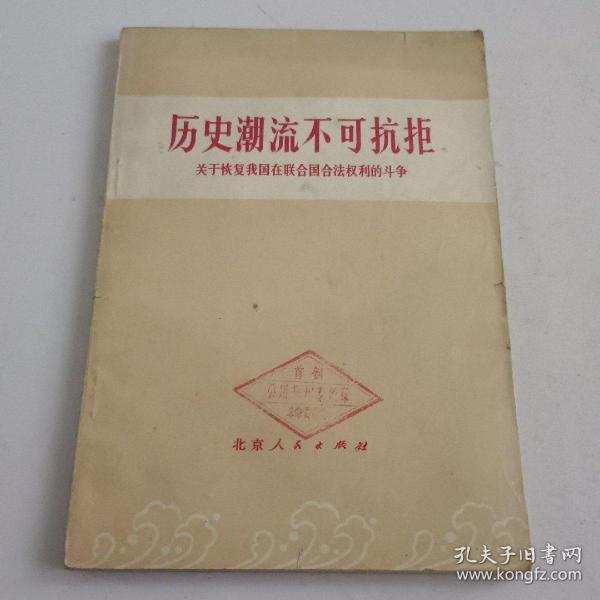 历史潮流不可抗拒
关于恢复我国在联合国合法权利的斗争
首钢
北京人民出版社
孔夫子旧书网
www.kongfz.com